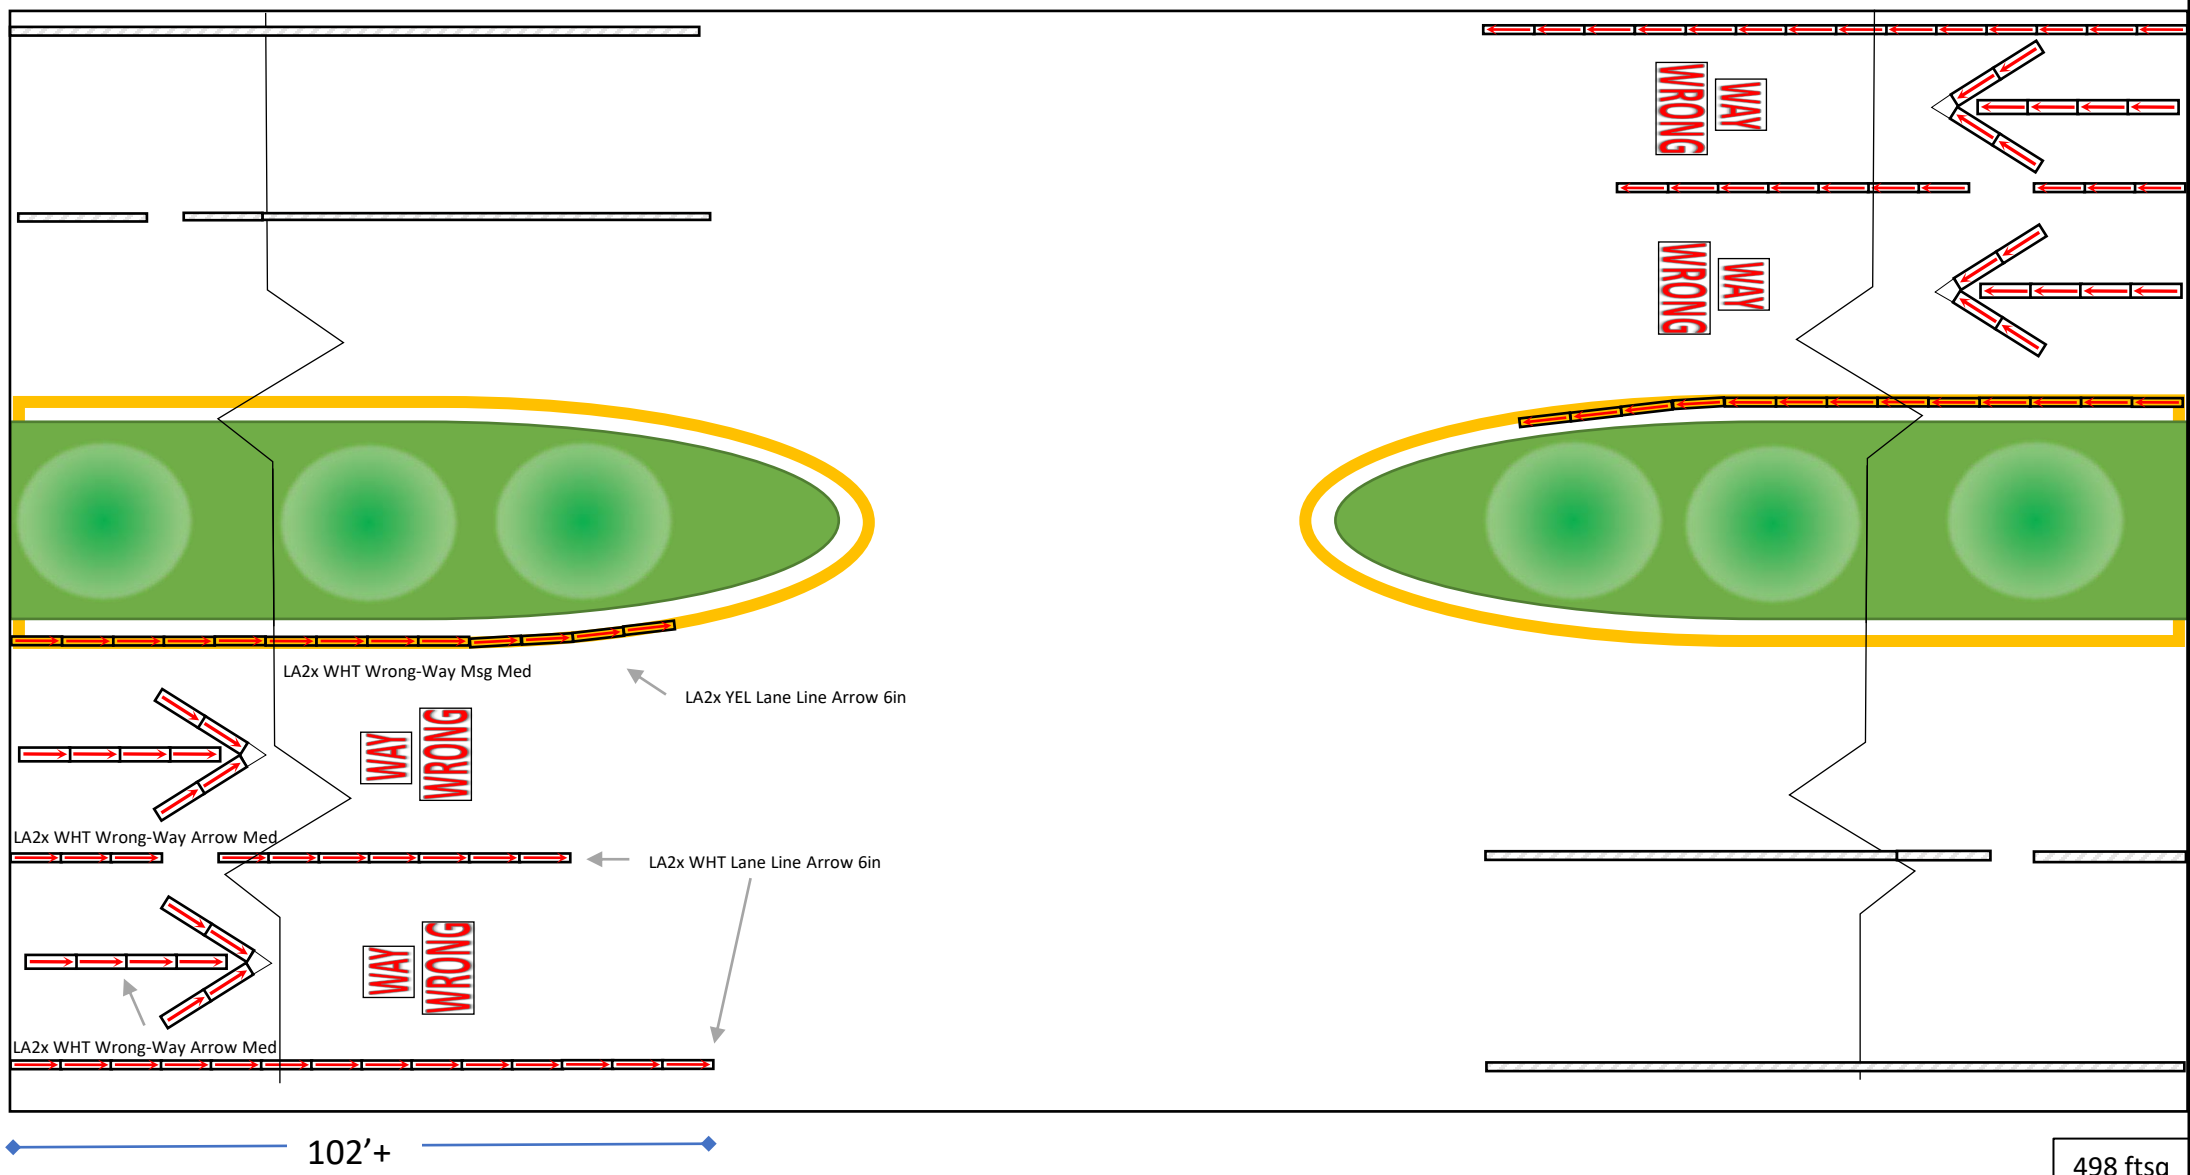 WRONG
WAY
WRONG
WAY
LA2x WHT Wrong-Way Msg Med
LA2x YEL Lane Line Arrow 6in
WAY
WRONG
LA2x WHT Wrong-Way Arrow Med
LA2x WHT Lane Line Arrow 6in
WAY
WRONG
LA2x WHT Wrong-Way Arrow Med
102’+
498 ftsq